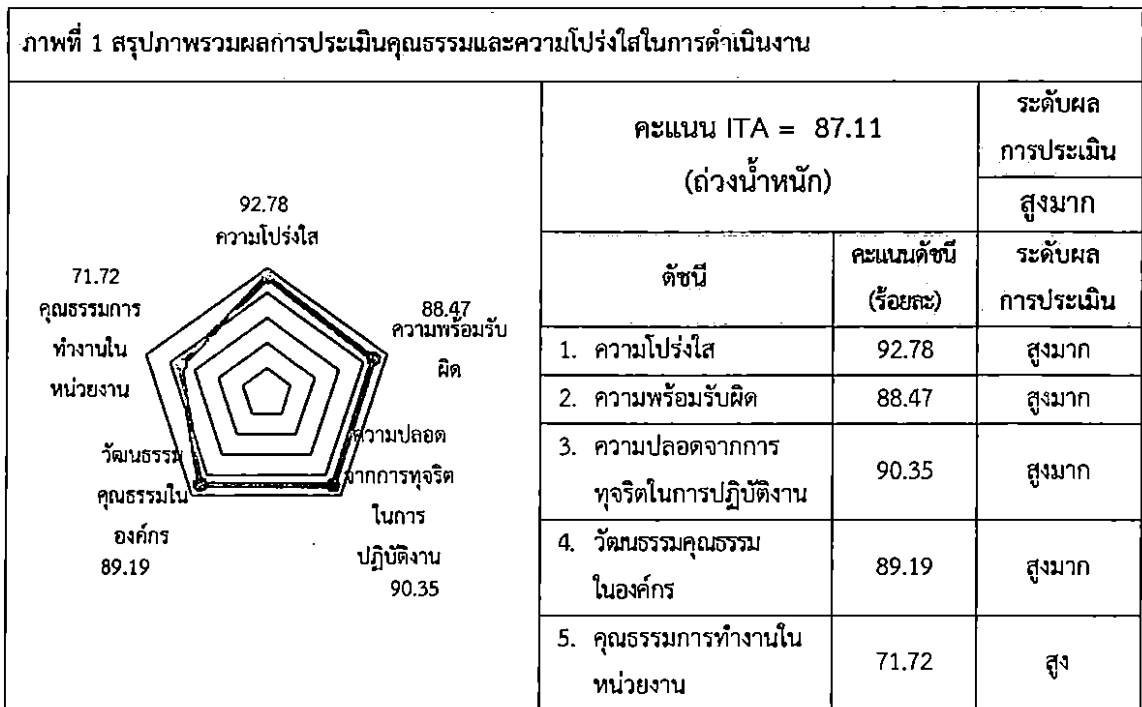 ภาพที่ 1 สรุปภาพรวมผลการประเมินคุณธรรมและความโปร่งใสในการดำเนินงาน
92.78
ความโปร่งใส
71.72
คุณธรรมการ
ทำงานใน
หน่วยงาน
88.47
ความพร้อมรับ
ผิด
วัฒนธรรม
คุณธรรมใน
องค์กร
89.19
ความปลอด
จากการทุจริต
ในการ
ปฏิบัติงาน
90.35
คะแนน ITA = 87.11
(ถ่วงน้ำหนัก)
ระดับผล
การประเมิน
สูงมาก
ดัชนี
คะแนนดัชนี
(ร้อยละ)
ระดับผล
การประเมิน
1. ความโปร่งใส 92.78 สูงมาก
2. ความพร้อมรับผิด 88.47 สูงมาก
3. ความปลอดจากการ
ทุจริตในการปฏิบัติงาน
90.35 สูงมาก
4. วัฒนธรรมคุณธรรม
ในองค์กร
89.19 สูงมาก
5. คุณธรรมการทำงานใน
หน่วยงาน
71.72 สูง